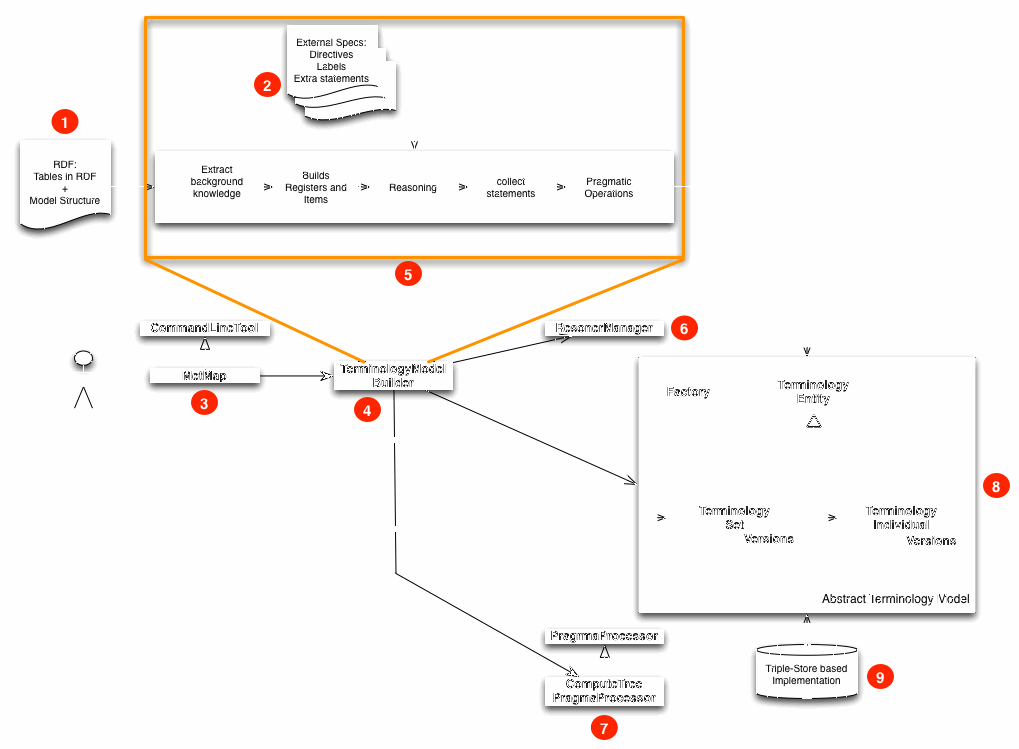 External Specs:
Directives
Labels
Extra statements
2
1
RDF:
Tables in RDF
+
Model Structure
Extract
background
knowledge
Builds
Registers and
Items
Reasoning
collect
statements
Pragmatic
Operations
5
CommandLineTool
ResonerManager
6
MetMap
3
TerminologyModel
Builder
4
Factory
Terminology
Entity
8
Terminology
Set
Versions
Terminology
Individual
Versions
Abstract Terminology Model
PragmaProcessor
ComputeTree
PragmaProcessor
7
Triple-Store based
Implementation
9